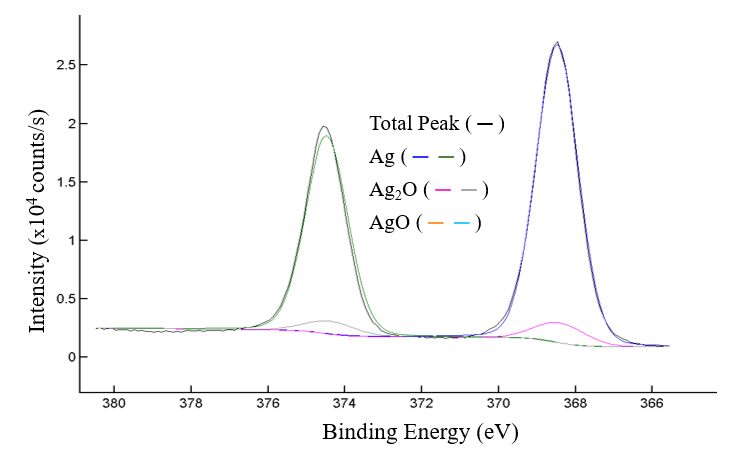 2.5
2
1.5
1
0.5
0
Intensity (x10⁴ counts/s)
Total Peak ( — )
Ag ( — — )
Ag₂O ( — — )
AgO ( — — )
380 378 376 374 372 370 368 366
Binding Energy (eV)